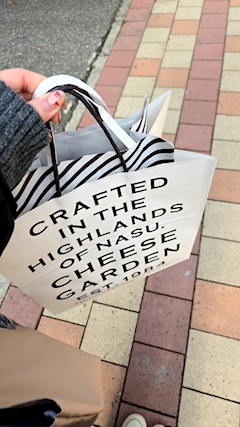 CRAFTED
IN THE
HIGHLANDS
OF NASU.
CHEESE
GARDEN
EST. 1984